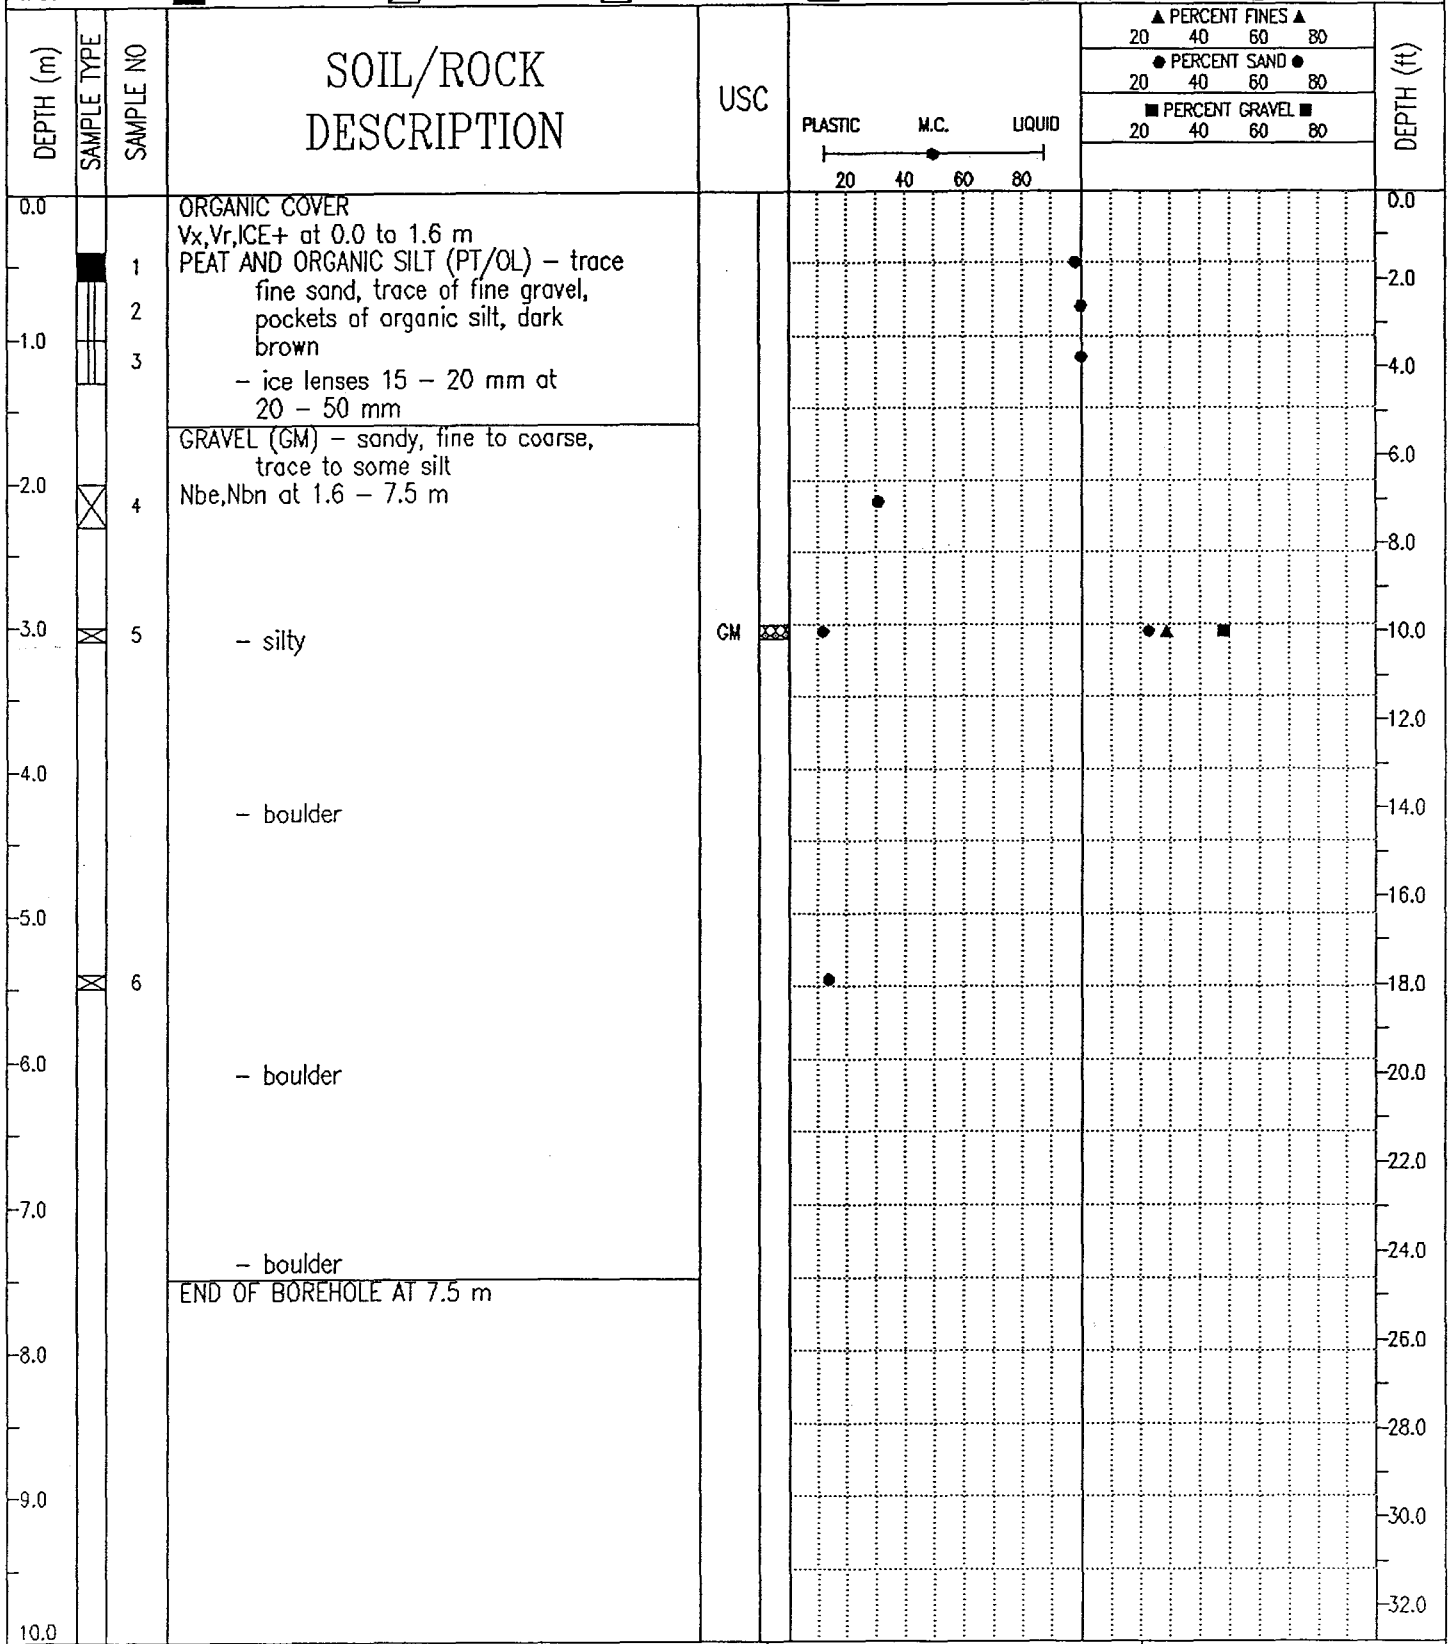 DEPTH (m)
SAMPLE TYPE
SAMPLE NO
SOIL/ROCK
DESCRIPTION
USC
PLASTIC M.C. LIQUID
20 40 60 80
▲ PERCENT FINES ▲
20 40 60 80
● PERCENT SAND ●
20 40 60 80
■ PERCENT GRAVEL ■
20 40 60 80
DEPTH (ft)
0.0
ORGANIC COVER
0.0
Vx,Vr,ICE+ at 0.0 to 1.6 m
1
PEAT AND ORGANIC SILT (PT/OL) – trace
fine sand, trace of fine gravel,
-2.0
2
pockets of organic silt, dark
-1.0
brown
3
-4.0
– ice lenses 15 – 20 mm at
20 – 50 mm
GRAVEL (GM) – sandy, fine to coarse,
-6.0
trace to some silt
-2.0
Nbe,Nbn at 1.6 – 7.5 m
4
-8.0
-3.0
5
– silty
GM
-10.0
-12.0
-4.0
– boulder
-14.0
-16.0
-5.0
6
-18.0
-6.0
– boulder
-20.0
-22.0
-7.0
-24.0
– boulder
END OF BOREHOLE AT 7.5 m
-26.0
-8.0
-28.0
-9.0
-30.0
-32.0
10.0